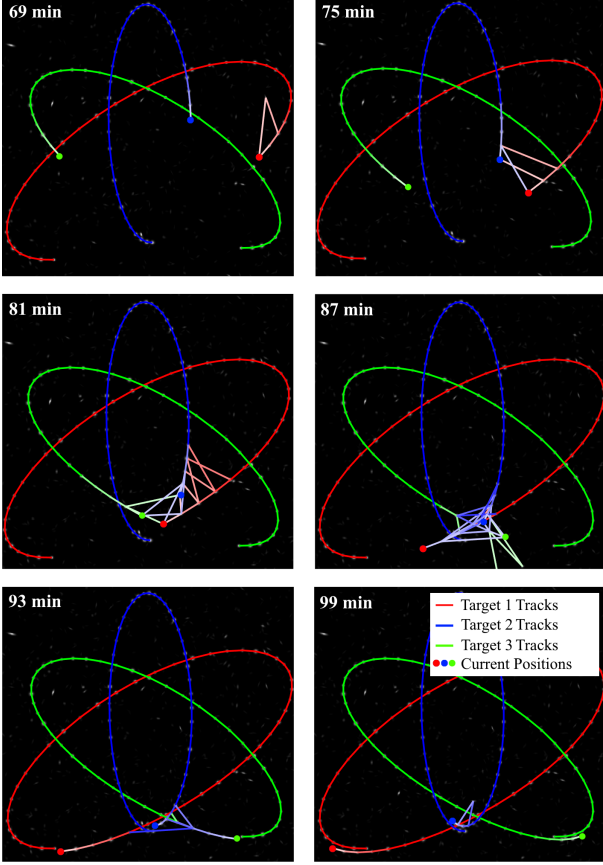 69 min
75 min
81 min
87 min
93 min
99 min
Target 1 Tracks
Target 2 Tracks
Target 3 Tracks
Current Positions